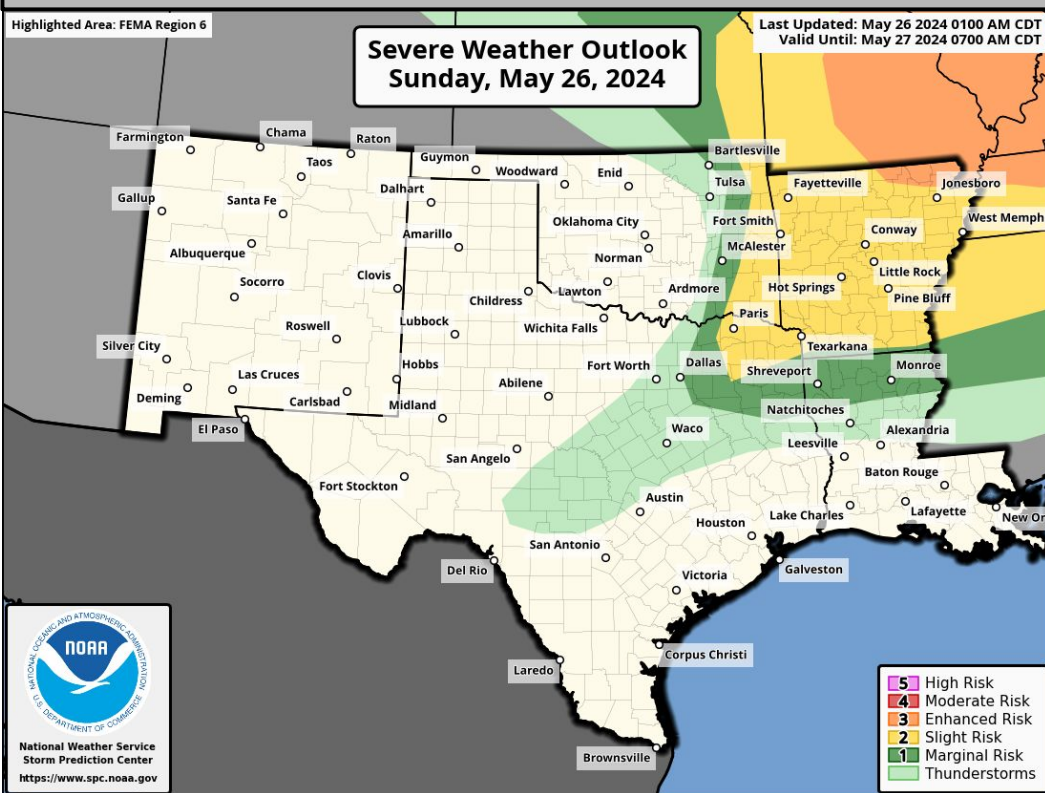 Highlighted Area: FEMA Region 6
Severe Weather Outlook
Sunday, May 26, 2024
Last Updated: May 26 2024 0100 AM CDT
Valid Until: May 27 2024 0700 AM CDT
Farmington
Chama
Raton
Taos
Guymon
Woodward
Enid
Bartlesville
Tulsa
Fayetteville
Jonesboro
Gallup
Santa Fe
Dalhart
Oklahoma City
Fort Smith
West Memph
Albuquerque
Amarillo
Norman
McAlester
Conway
Little Rock
Socorro
Clovis
Childress
Lawton
Ardmore
Hot Springs
Pine Bluff
Roswell
Lubbock
Wichita Falls
Paris
Texarkana
Silver City
Las Cruces
Hobbs
Fort Worth
Dallas
Shreveport
Monroe
Deming
Carlsbad
Midland
Abilene
Natchitoches
El Paso
San Angelo
Waco
Leesville
Alexandria
Fort Stockton
Austin
Baton Rouge
Houston
Lake Charles
Lafayette
New Or
Del Rio
San Antonio
Galveston
Victoria
Laredo
Corpus Christi
Brownsville
NATIONAL OCEANIC AND ATMOSPHERIC ADMINISTRATION
NOAA
U.S. DEPARTMENT OF COMMERCE
National Weather Service
Storm Prediction Center
https://www.spc.noaa.gov
5 High Risk
4 Moderate Risk
3 Enhanced Risk
2 Slight Risk
1 Marginal Risk
Thunderstorms